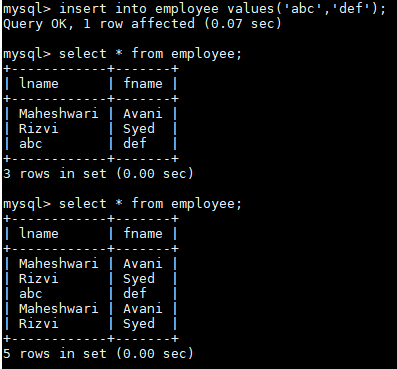 mysql> insert into employee values('abc','def');
Query OK, 1 row affected (0.07 sec)
mysql> select * from employee;
+------------+-------+
| lname      | fname |
+------------+-------+
| Maheshwari | Avani |
| Rizvi      | Syed  |
| abc        | def   |
+------------+-------+
3 rows in set (0.00 sec)
mysql> select * from employee;
+------------+-------+
| lname      | fname |
+------------+-------+
| Maheshwari | Avani |
| Rizvi      | Syed  |
| abc        | def   |
| Maheshwari | Avani |
| Rizvi      | Syed  |
+------------+-------+
5 rows in set (0.00 sec)